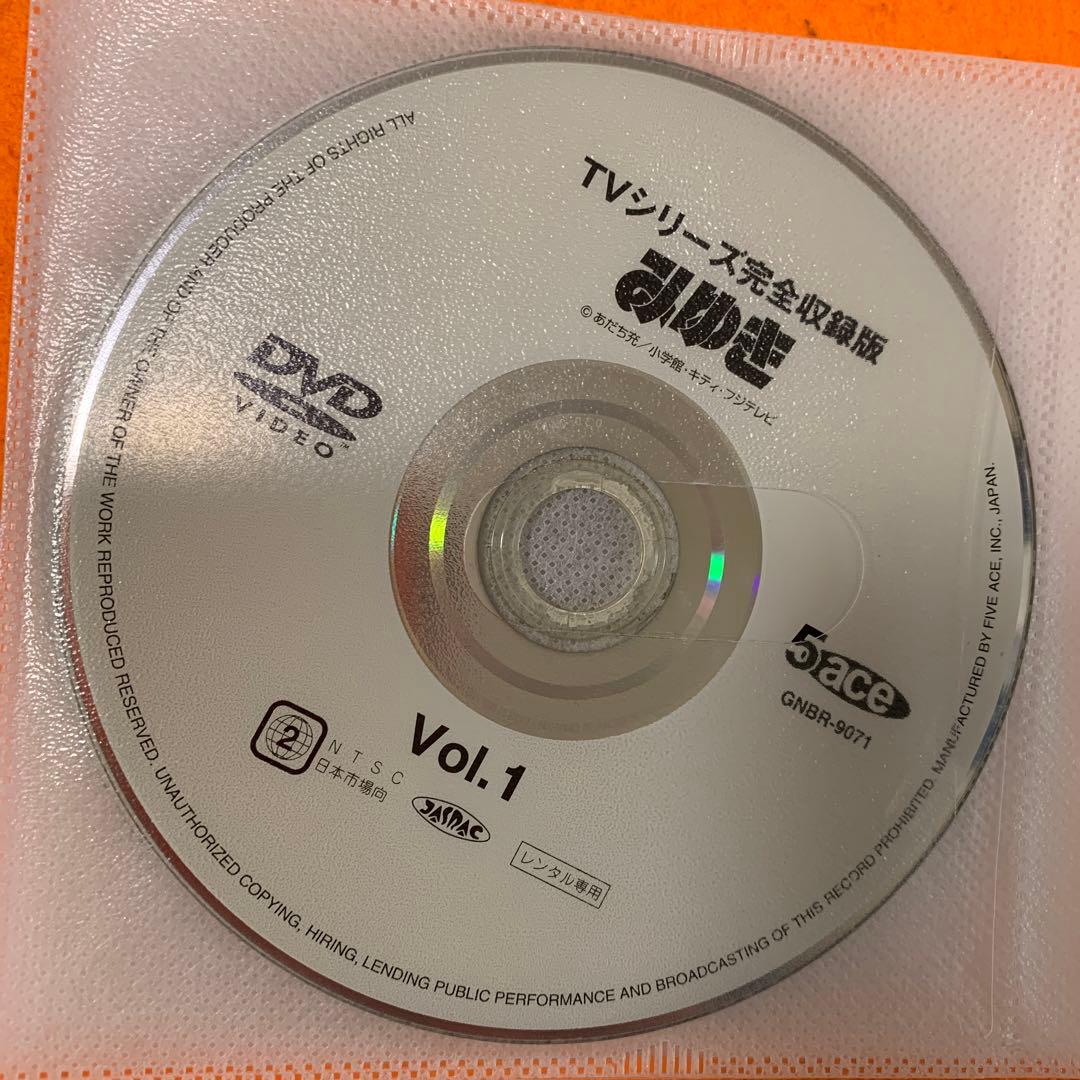 TVシリーズ完全収録版
みゆき
©あだち充/小学館・キティ・フジテレビ
DVD
VIDEO™
5 ace
GNBR-9071
Vol.1
2
NTSC
日本市場向
JASRAC
レンタル専用
ALL RIGHTS OF THE PRODUCER AND OF THE OWNER OF THE WORK REPRODUCED RESERVED. UNAUTHORIZED COPYING, HIRING, LENDING PUBLIC PERFORMANCE AND BROADCASTING OF THIS RECORD PROHIBITED. MANUFACTURED BY FIVE ACE, INC., JAPAN.